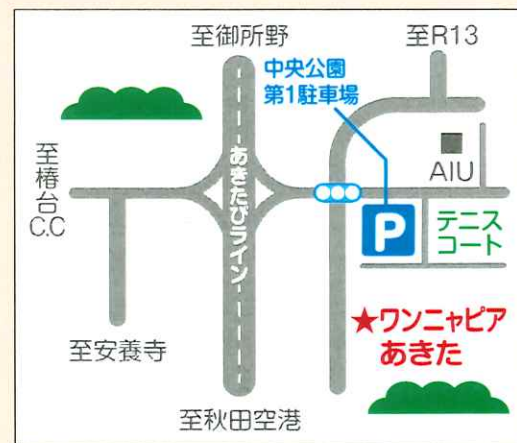 至御所野
至R13
中央公園
第1駐車場
至椿台C.C
あきたびライン
AIU
P
テニス
コート
★ワンニャピア
あきた
至安養寺
至秋田空港